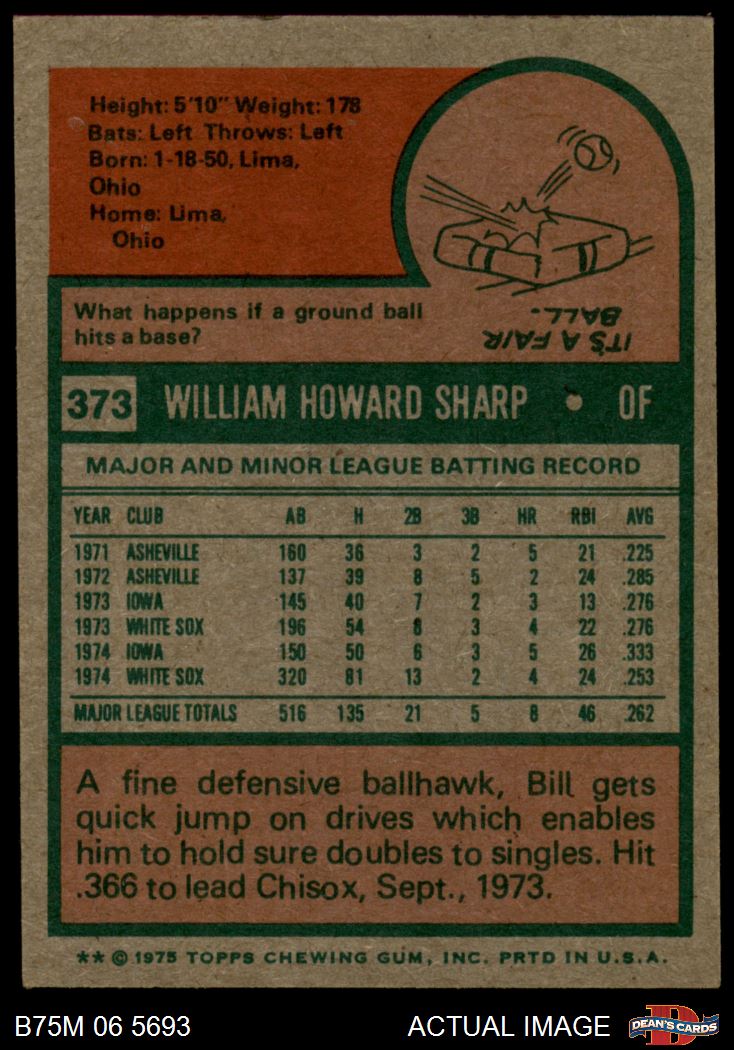 Height: 5'10" Weight: 178
Bats: Left Throws: Left
Born: 1-18-50, Lima,
Ohio
Home: Lima,
Ohio
What happens if a ground ball
hits a base?
IT'S A FAIR
BALL.
373 WILLIAM HOWARD SHARP • OF
MAJOR AND MINOR LEAGUE BATTING RECORD
YEAR CLUB AB H 2B 3B HR RBI AVG
1971 ASHEVILLE 160 36 3 2 5 21 .225
1972 ASHEVILLE 137 39 8 5 2 24 .285
1973 IOWA 145 40 7 2 3 13 .276
1973 WHITE SOX 196 54 8 3 4 22 .276
1974 IOWA 150 50 6 3 5 26 .333
1974 WHITE SOX 320 81 13 2 4 24 .253
MAJOR LEAGUE TOTALS 516 135 21 5 8 46 .262
A fine defensive ballhawk, Bill gets
quick jump on drives which enables
him to hold sure doubles to singles. Hit
.366 to lead Chisox, Sept., 1973.
** © 1975 TOPPS CHEWING GUM, INC. PRTD IN U.S.A.
B75M 06 5693 ACTUAL IMAGE D DEAN'S CARDS